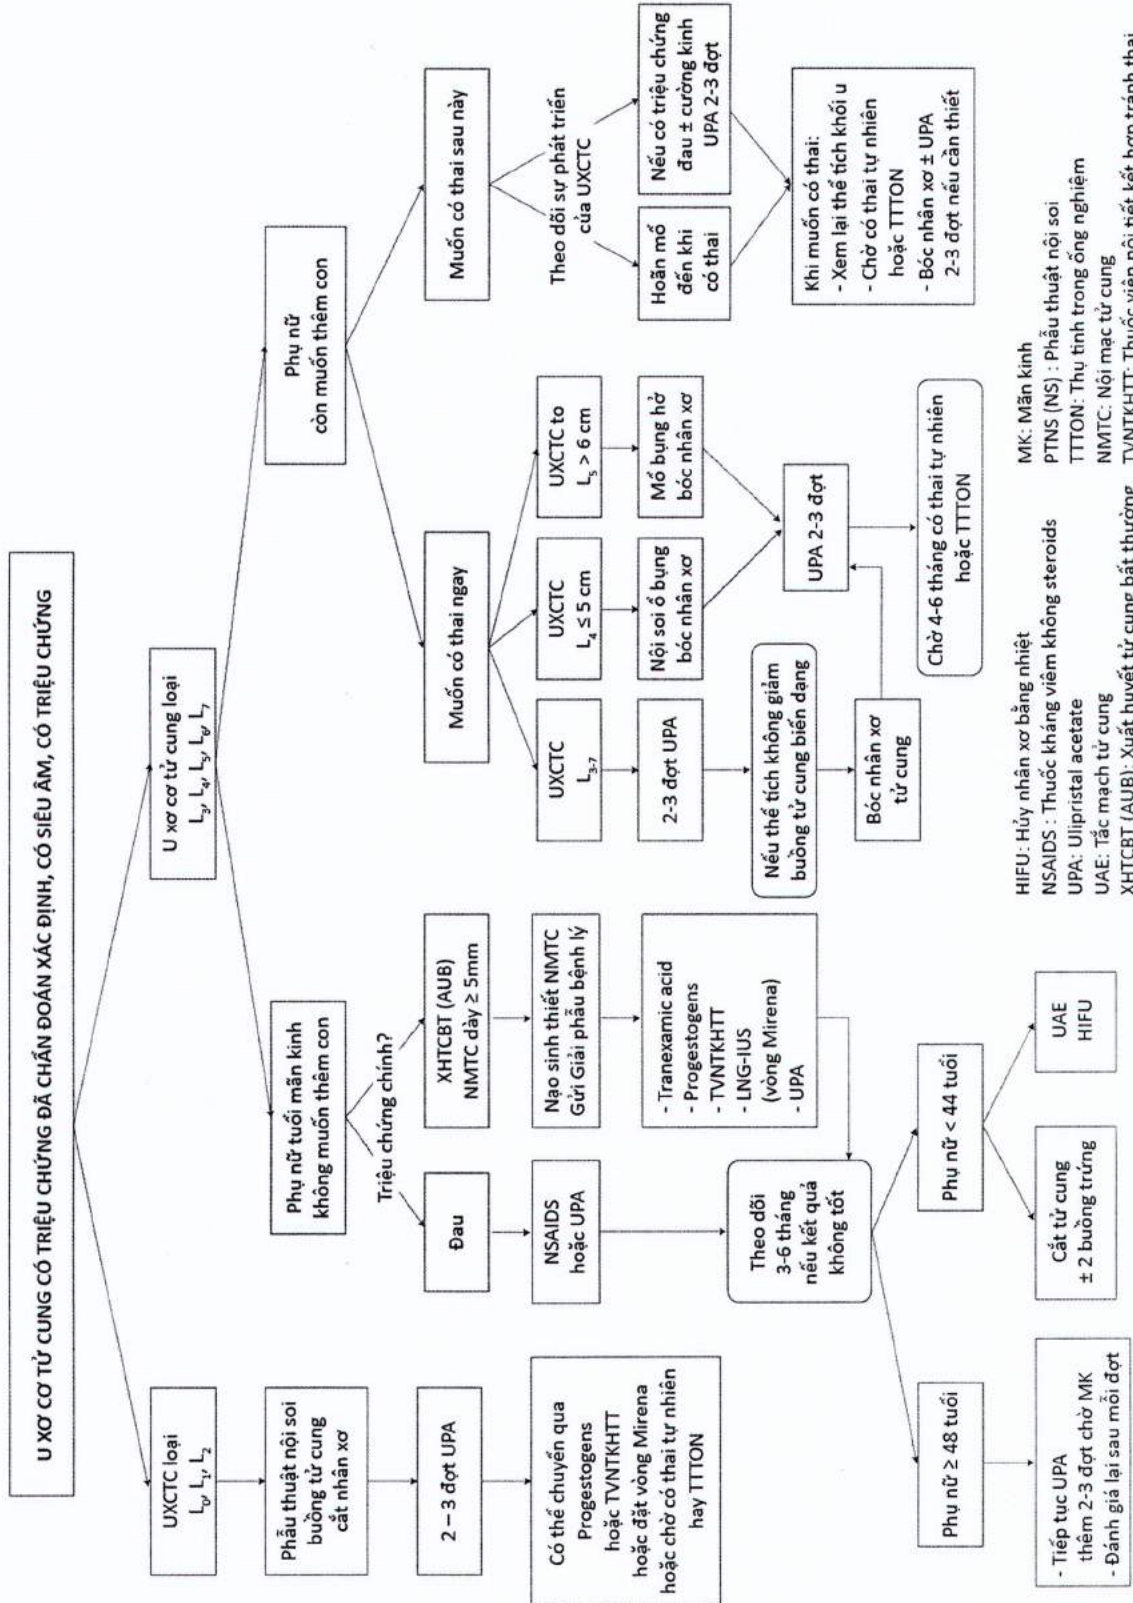 U XƠ CƠ TỬ CUNG CÓ TRIỆU CHỨNG ĐÃ CHẨN ĐOÁN XÁC ĐỊNH, CÓ SIÊU ÂM, CÓ TRIỆU CHỨNG
UXCTC loại
L₀, L₁, L₂
Phẫu thuật nội soi
buồng tử cung
cắt nhân xơ
2 – 3 đợt UPA
Có thể chuyển qua
Progestogens
hoặc TVNTKHTT
hoặc đặt vòng Mirena
hoặc chờ có thai tự nhiên
hay TTTON
U xơ cơ tử cung loại
L₃, L₄, L₅, L₆, L₇
Phụ nữ tuổi mãn kinh
không muốn thêm con
Triệu chứng chính?
Đau
NSAIDS
hoặc UPA
XHTCBT (AUB)
NMTC dày ≥ 5mm
Nạo sinh thiết NMTC
Gửi Giải phẫu bệnh lý
- Tranexamic acid
- Progestogens
- TVNTKHTT
- LNG-IUS
(vòng Mirena)
- UPA
Theo dõi
3-6 tháng
nếu kết quả
không tốt
Phụ nữ ≥ 48 tuổi
- Tiếp tục UPA
thêm 2-3 đợt chờ MK
- Đánh giá lại sau mỗi đợt
Phụ nữ < 44 tuổi
Cắt tử cung
± 2 buồng trứng
UAE
HIFU
Phụ nữ
còn muốn thêm con
Muốn có thai ngay
UXCTC
L₃₋₇
2-3 đợt UPA
Nếu thể tích không giảm
buồng tử cung biến dạng
Bóc nhân xơ
tử cung
UXCTC
L₄ ≤ 5 cm
Nội soi ổ bụng
bóc nhân xơ
UXCTC to
L₅ > 6 cm
Mổ bụng hở
bóc nhân xơ
UPA 2-3 đợt
Chờ 4-6 tháng có thai tự nhiên
hoặc TTTON
Muốn có thai sau này
Theo dõi sự phát triển
của UXCTC
Hoãn mổ
đến khi
có thai
Nếu có triệu chứng
đau ± cường kinh
UPA 2-3 đợt
Khi muốn có thai:
- Xem lại thể tích khối u
- Chờ có thai tự nhiên
hoặc TTTON
- Bóc nhân xơ ± UPA
2-3 đợt nếu cần thiết
HIFU: Hủy nhân xơ bằng nhiệt
NSAIDS : Thuốc kháng viêm không steroids
UPA: Ulipristal acetate
UAE: Tắc mạch tử cung
XHTCBT (AUB): Xuất huyết tử cung bất thường
MK: Mãn kinh
PTNS (NS) : Phẫu thuật nội soi
TTTON: Thụ tinh trong ống nghiệm
NMTC: Nội mạc tử cung
TVNTKHTT: Thuốc viên nội tiết kết hợp tránh thai